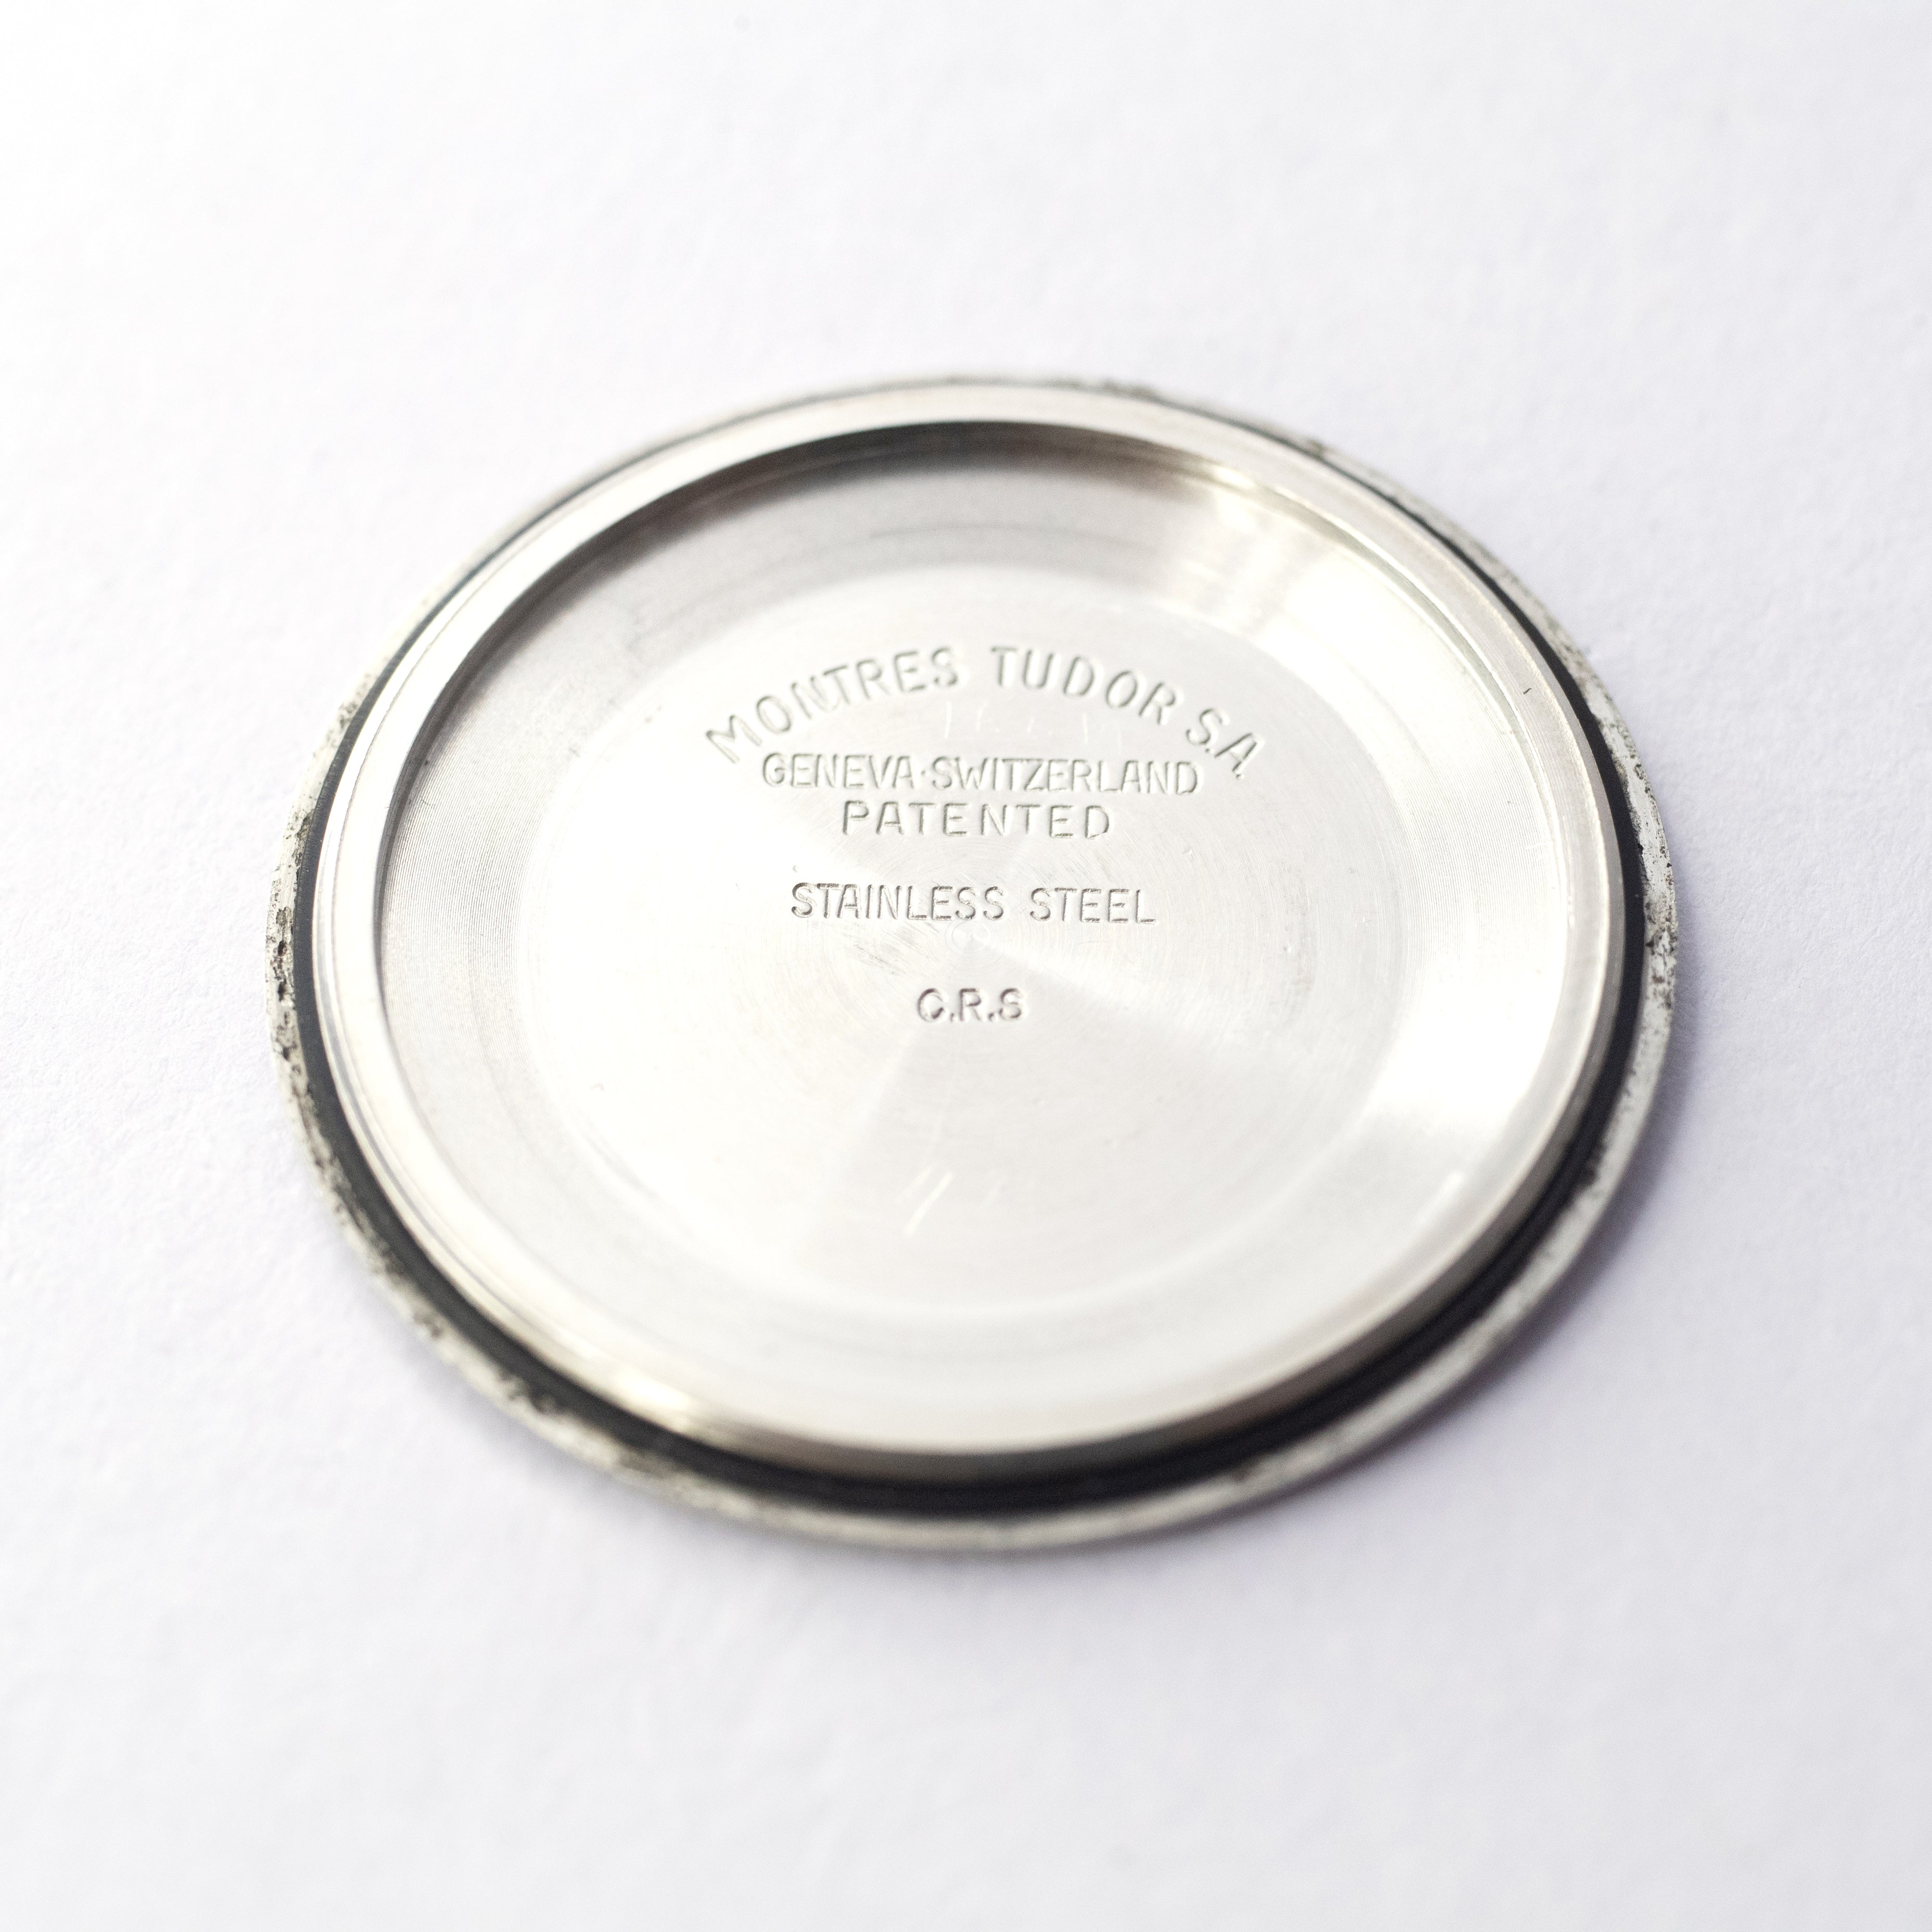 MONTRES TUDOR S.A.
GENEVA·SWITZERLAND
PATENTED
STAINLESS STEEL
C.R.S